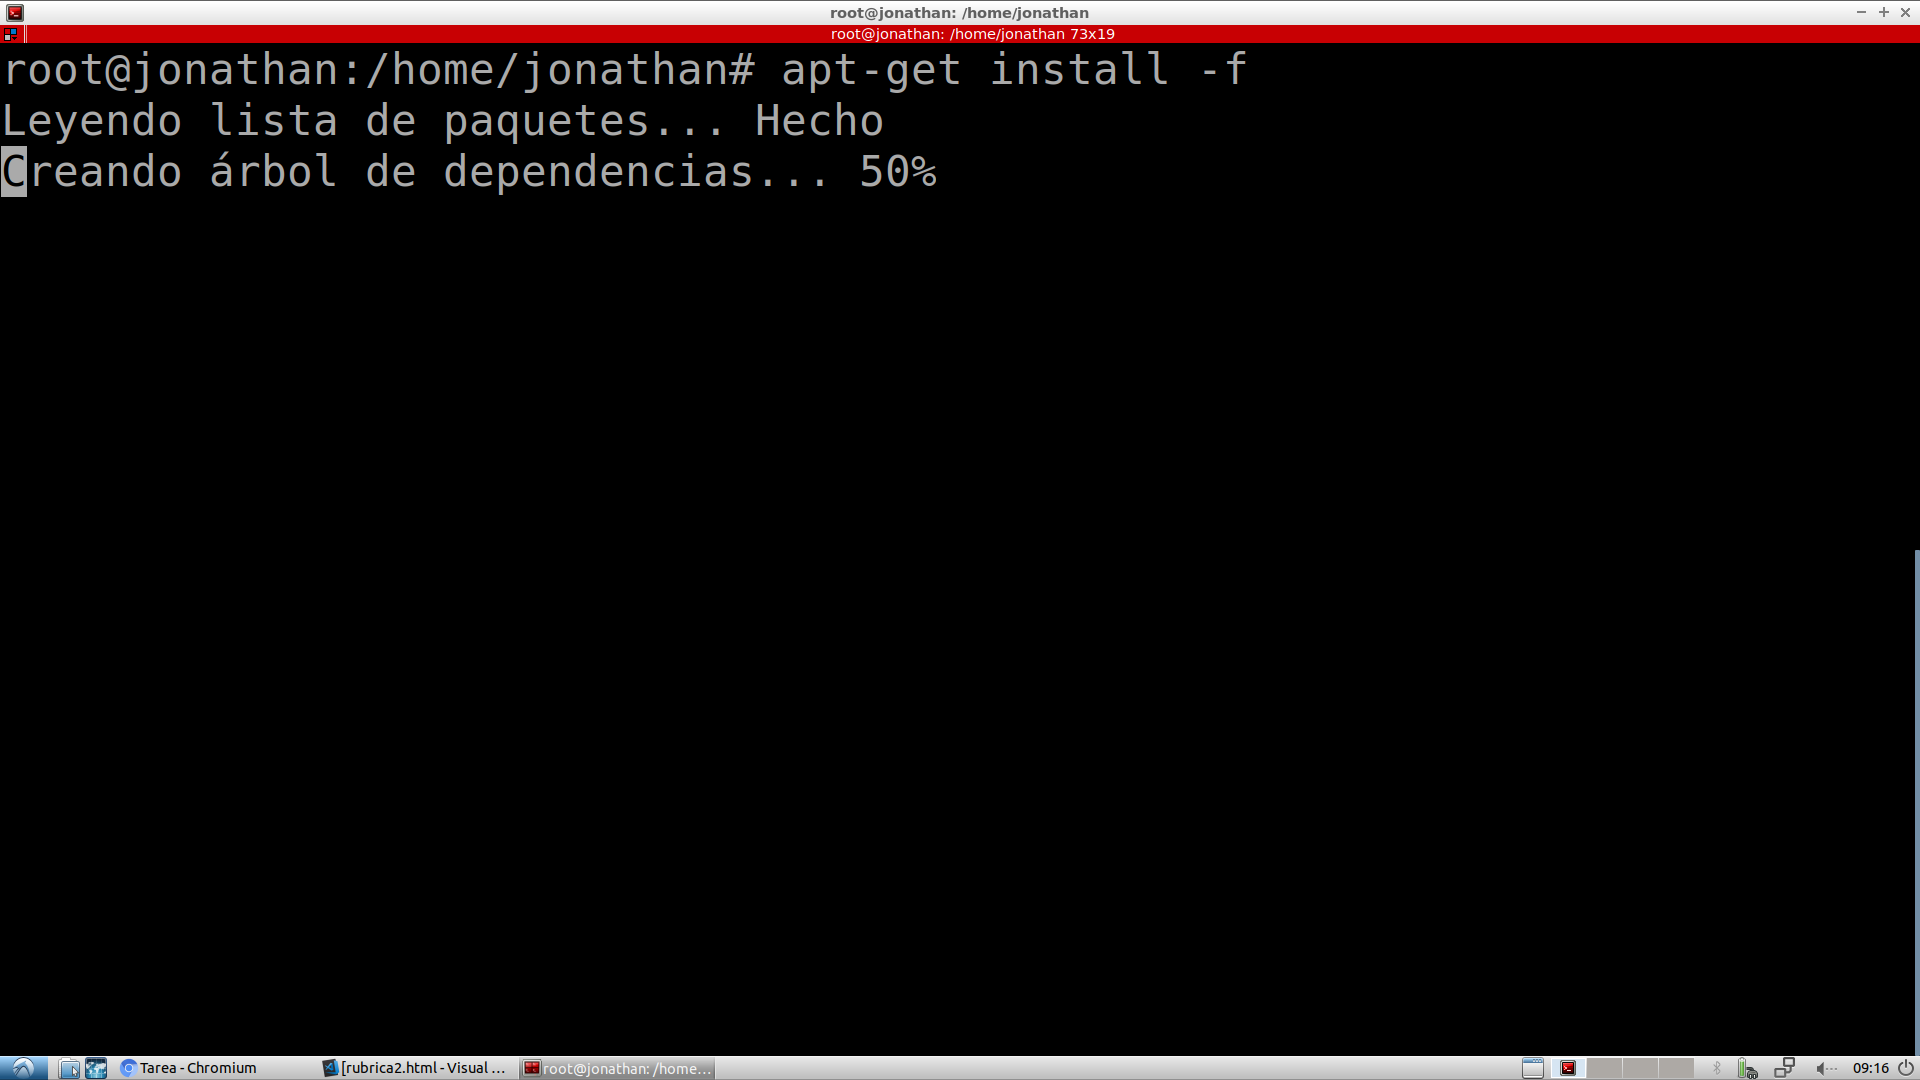 root@jonathan: /home/jonathan
root@jonathan: /home/jonathan 73x19
root@jonathan:/home/jonathan# apt-get install -f
Leyendo lista de paquetes... Hecho
Creando árbol de dependencias... 50%
Tarea - Chromium
[rubrica2.html - Visual ...
root@jonathan: /home...
09:16